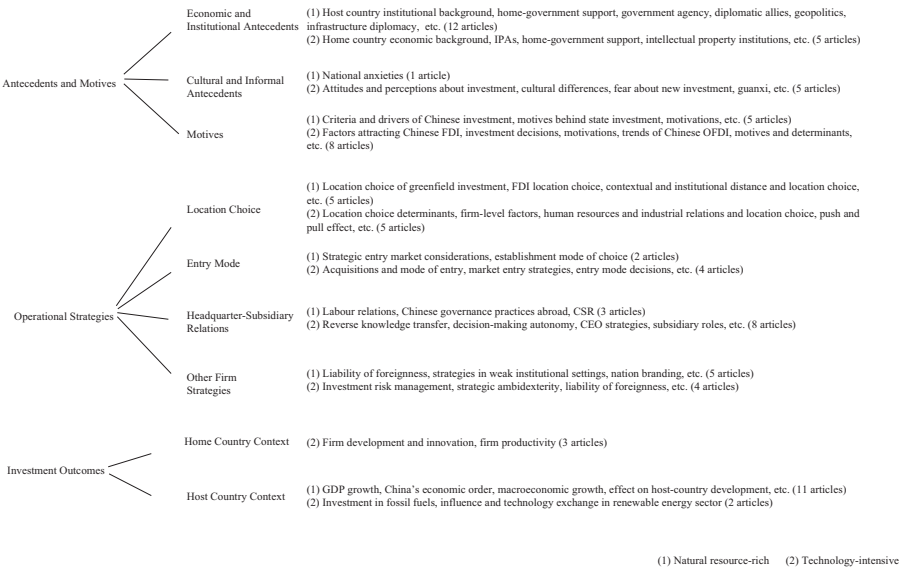 Economic and
Institutional Antecedents
(1) Host country institutional background, home-government support, government agency, diplomatic allies, geopolitics,
infrastructure diplomacy, etc. (12 articles)
(2) Home country economic background, IPAs, home-government support, intellectual property institutions, etc. (5 articles)
Antecedents and Motives
Cultural and Informal
Antecedents
(1) National anxieties (1 article)
(2) Attitudes and perceptions about investment, cultural differences, fear about new investment, guanxi, etc. (5 articles)
Motives
(1) Criteria and drivers of Chinese investment, motives behind state investment, motivations, etc. (5 articles)
(2) Factors attracting Chinese FDI, investment decisions, motivations, trends of Chinese OFDI, motives and determinants,
etc. (8 articles)
Location Choice
(1) Location choice of greenfield investment, FDI location choice, contextual and institutional distance and location choice,
etc. (5 articles)
(2) Location choice determinants, firm-level factors, human resources and industrial relations and location choice, push and
pull effect, etc. (5 articles)
Entry Mode
(1) Strategic entry market considerations, establishment mode of choice (2 articles)
(2) Acquisitions and mode of entry, market entry strategies, entry mode decisions, etc. (4 articles)
Operational Strategies
Headquarter-Subsidiary
Relations
(1) Labour relations, Chinese governance practices abroad, CSR (3 articles)
(2) Reverse knowledge transfer, decision-making autonomy, CEO strategies, subsidiary roles, etc. (8 articles)
Other Firm
Strategies
(1) Liability of foreignness, strategies in weak institutional settings, nation branding, etc. (5 articles)
(2) Investment risk management, strategic ambidexterity, liability of foreignness, etc. (4 articles)
Home Country Context
(2) Firm development and innovation, firm productivity (3 articles)
Investment Outcomes
Host Country Context
(1) GDP growth, China's economic order, macroeconomic growth, effect on host-country development, etc. (11 articles)
(2) Investment in fossil fuels, influence and technology exchange in renewable energy sector (2 articles)
(1) Natural resource-rich (2) Technology-intensive